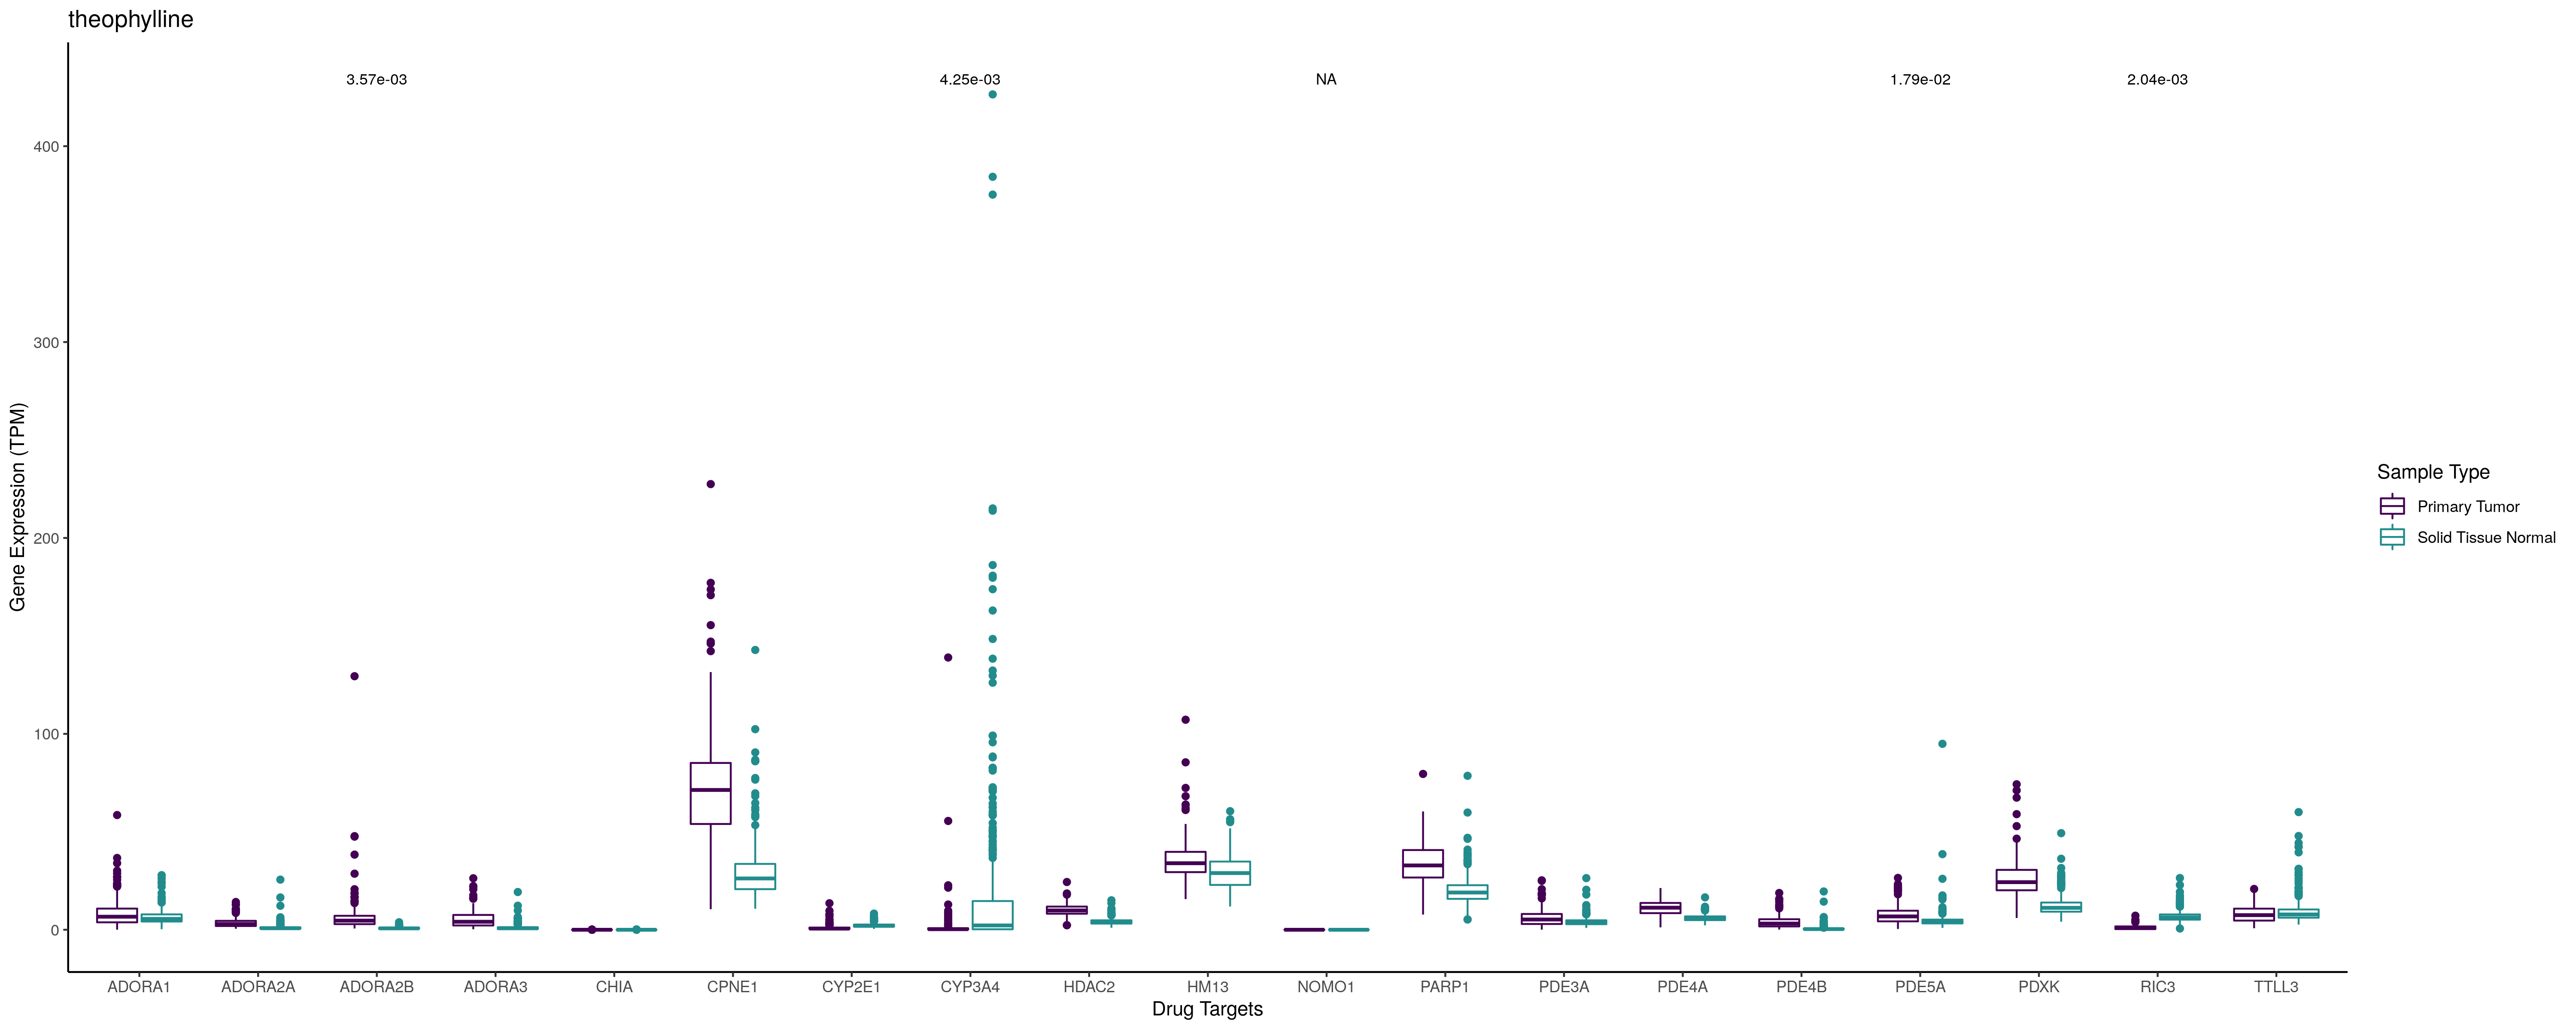 theophylline
3.57e-03 4.25e-03 NA 1.79e-02 2.04e-03
400
300
200
100
0
Gene Expression (TPM)
ADORA1 ADORA2A ADORA2B ADORA3 CHIA CPNE1 CYP2E1 CYP3A4 HDAC2 HM13 NOMO1 PARP1 PDE3A PDE4A PDE4B PDE5A PDXK RIC3 TTLL3
Drug Targets
Sample Type
Primary Tumor
Solid Tissue Normal